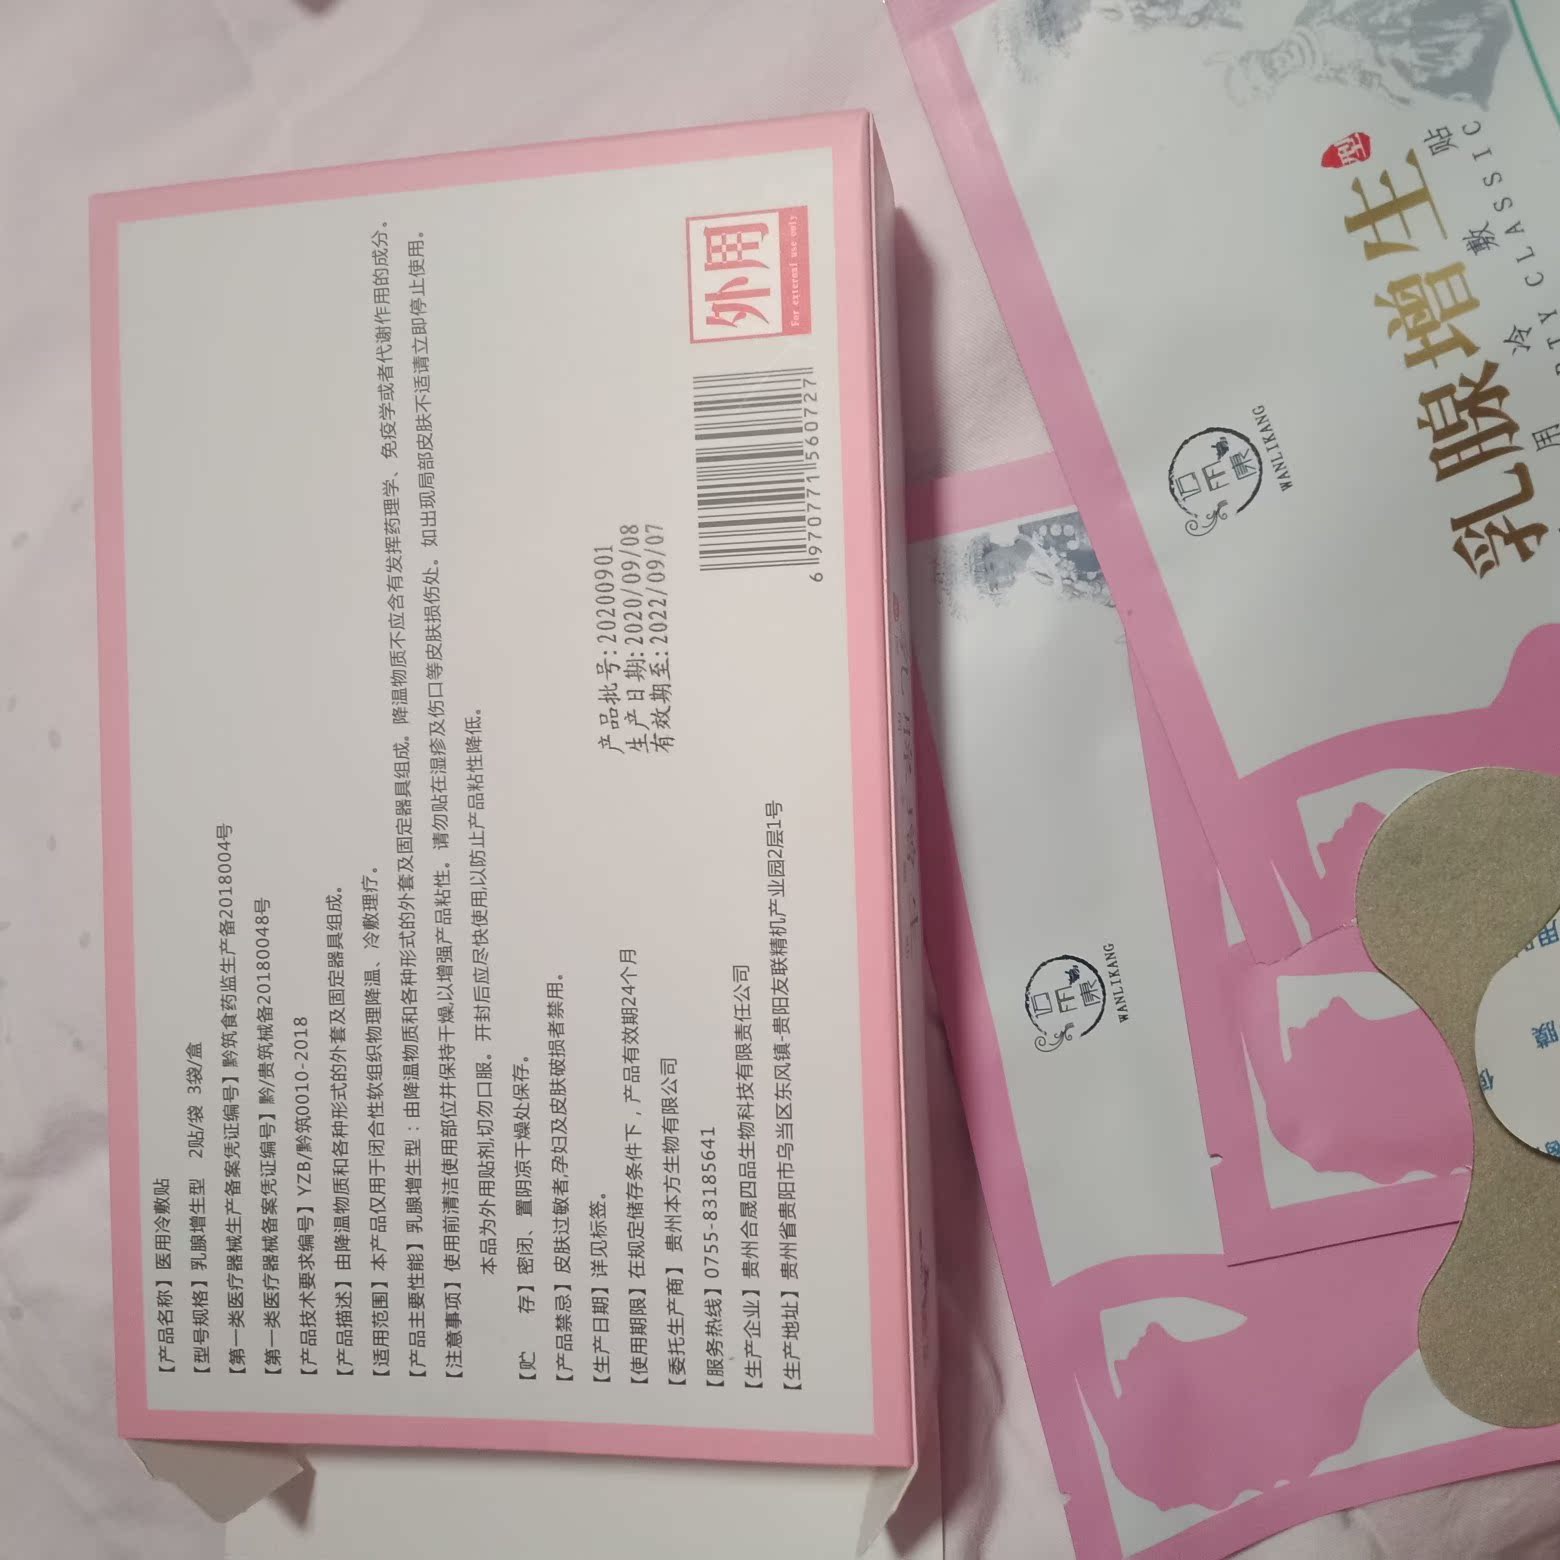 【产品名称】医用冷敷贴
【型号规格】乳腺增生型 2贴/袋 3袋/盒
【第一类医疗器械生产备案凭证编号】黔筑食药监生产备20180004号
【第一类医疗器械备案凭证编号】黔/贵筑械备20180048号
【产品技术要求编号】YZB/黔筑0010-2018
【产品描述】由降温物质和各种形式的外套及固定器具组成。
【适用范围】本产品仅用于闭合性软组织物理降温、冷敷理疗。
【产品主要性能】乳腺增生型：由降温物质和各种形式的外套及固定器具组成。降温物质不应含有发挥药理学、免疫学或者代谢作用的成分。
【注意事项】使用前清洁使用部位并保持干燥,以增强产品粘性。请勿贴在湿疹及伤口等皮肤损伤处。如出现局部皮肤不适请立即停止使用。
本品为外用贴剂,切勿口服。开封后应尽快使用,以防止产品粘性降低。
【贮 存】密闭、置阴凉干燥处保存。
【产品禁忌】皮肤过敏者,孕妇及皮肤破损者禁用。
【生产日期】详见标签。
【使用期限】在规定储存条件下，产品有效期24个月
【委托生产商】贵州本方生物有限公司
【服务热线】0755-83185641
【生产企业】贵州合晟四品生物科技有限责任公司
【生产地址】贵州省贵阳市乌当区东风镇-贵阳友联精机产业园2层1号
产品批号:20200901
生产日期:2020/09/08
有效期至:2022/09/07
外用
For external use only
6 970771 560727
乳腺增生
型
用 冷 敷 贴
TY CLASSIC
WANLIKANG
WANLIKANG
膜